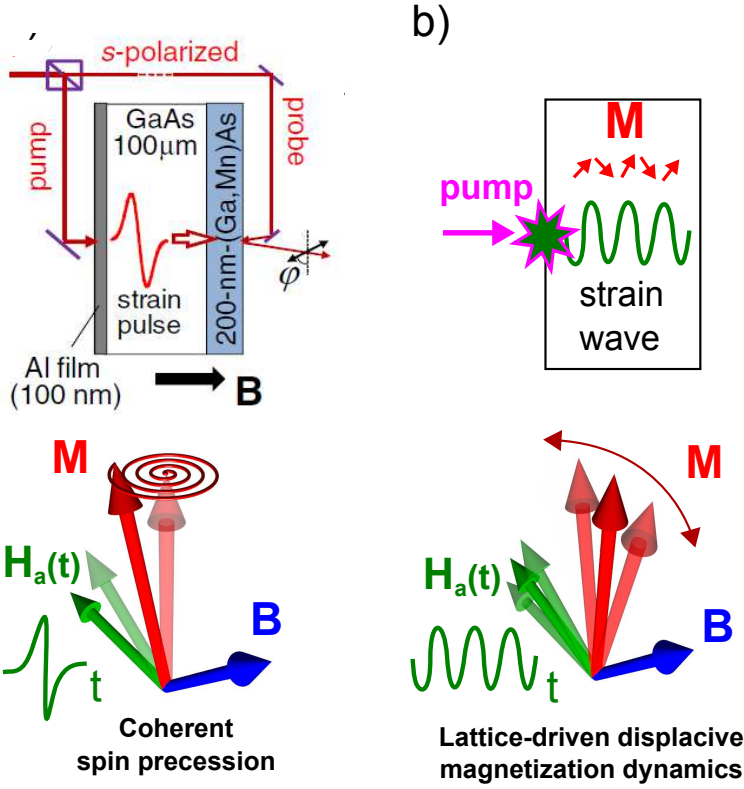 b)
s-polarized
pump
GaAs
100μm
200-nm-(Ga,Mn)As
probe
strain
pulse
φ
Al film
(100 nm)
B
M
pump
strain
wave
M
Hₐ(t)
B
t
Coherent
spin precession
M
Hₐ(t)
B
t
Lattice-driven displacive
magnetization dynamics